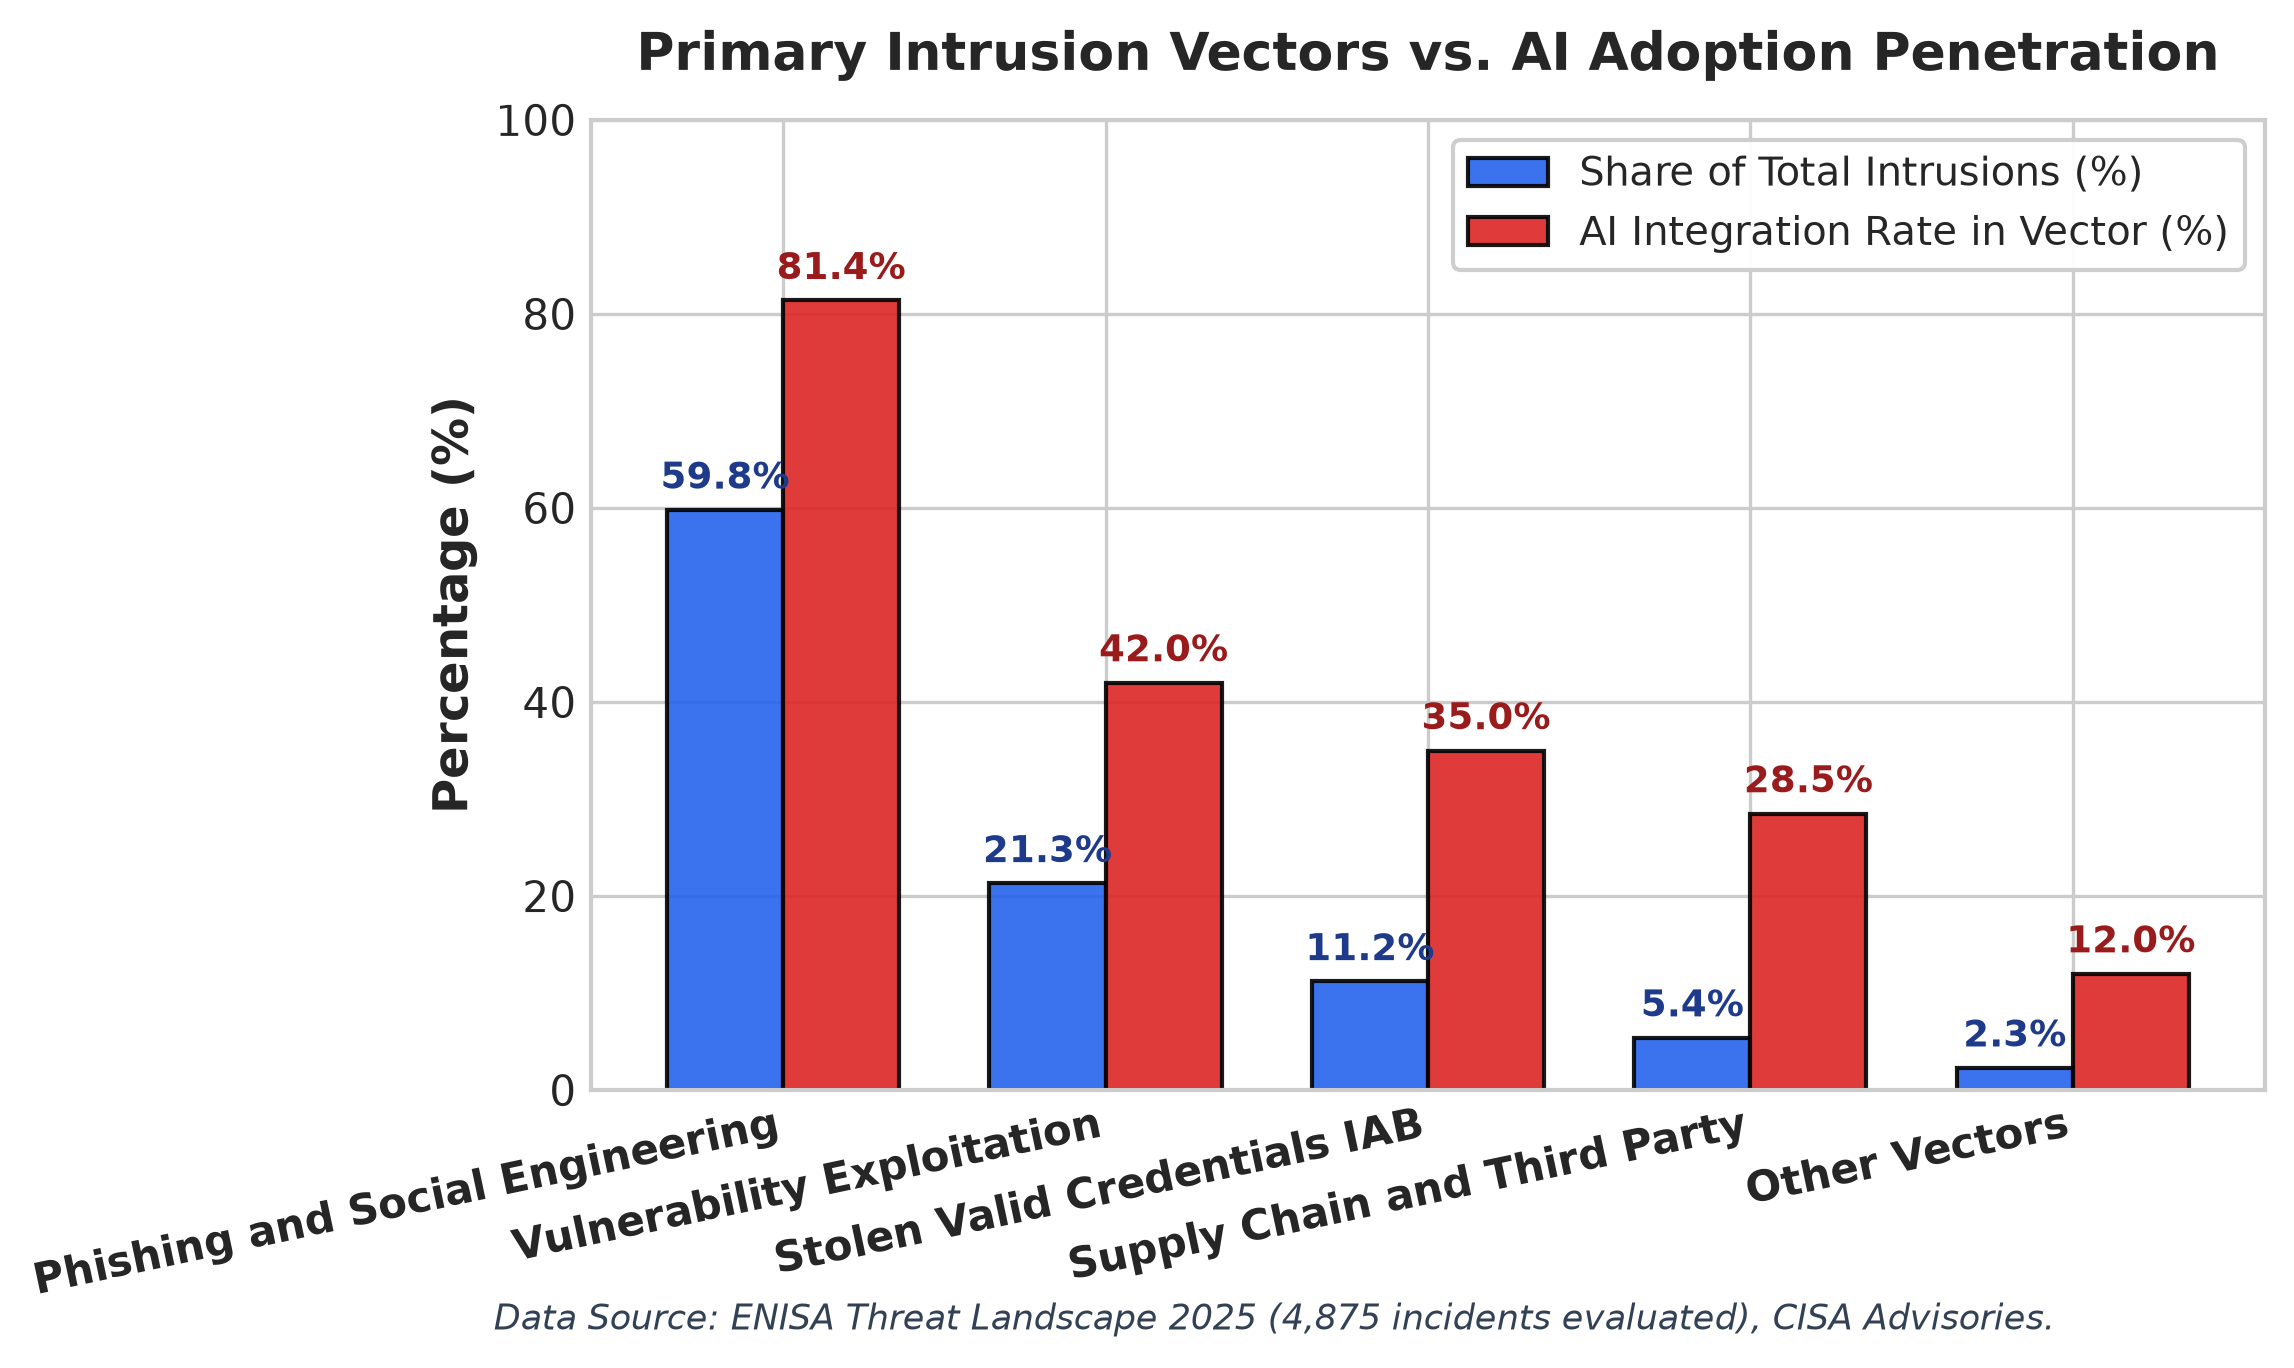 Primary Intrusion Vectors vs. AI Adoption Penetration
Percentage (%)
100
80
60
40
20
0
Share of Total Intrusions (%)
AI Integration Rate in Vector (%)
59.8%
81.4%
21.3%
42.0%
11.2%
35.0%
5.4%
28.5%
2.3%
12.0%
Phishing and Social Engineering
Vulnerability Exploitation
Stolen Valid Credentials IAB
Supply Chain and Third Party
Other Vectors
Data Source: ENISA Threat Landscape 2025 (4,875 incidents evaluated), CISA Advisories.